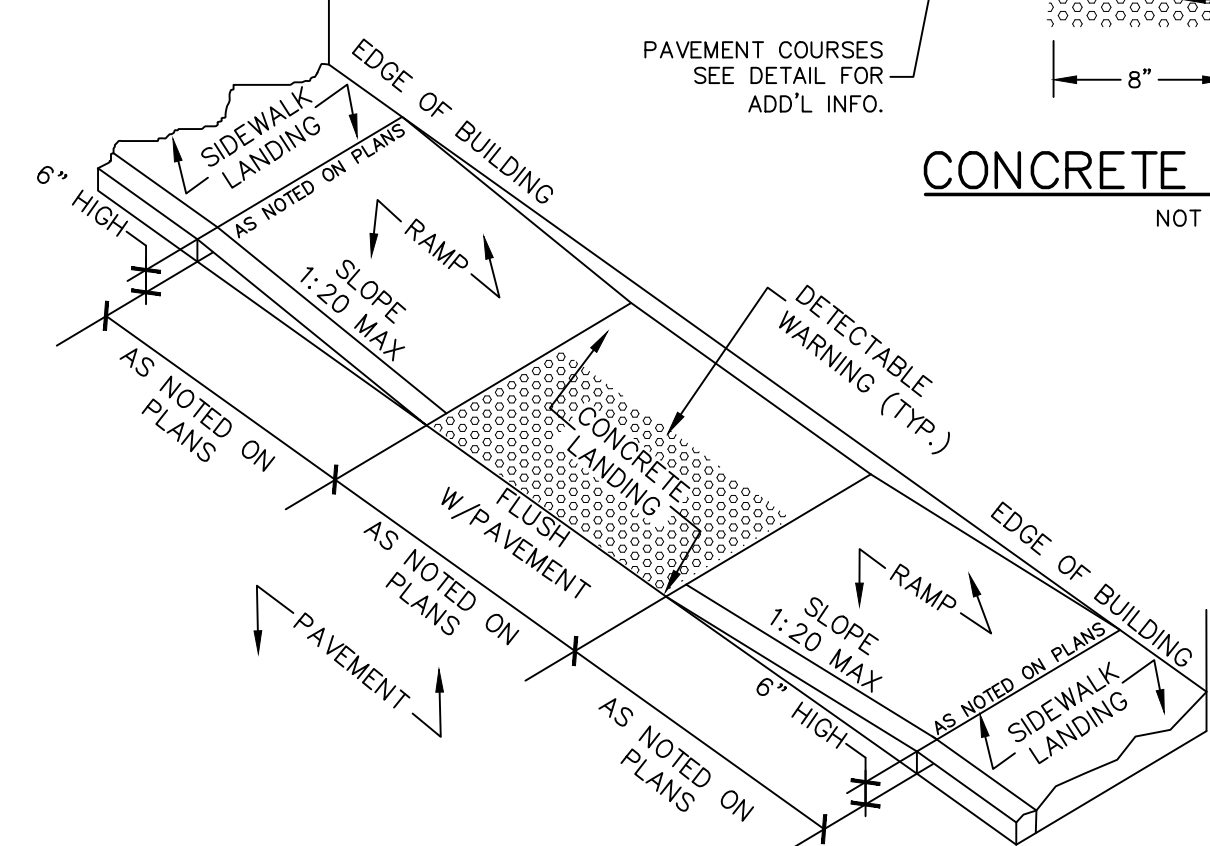 PAVEMENT COURSES
SEE DETAIL FOR
ADD'L INFO.
8"
CONCRETE
NOT
EDGE OF BUILDING
SIDEWALK
LANDING
AS NOTED ON PLANS
6" HIGH
RAMP
SLOPE
1:20 MAX
DETECTABLE
WARNING (TYP.)
AS NOTED ON
PLANS
CONCRETE
LANDING
FLUSH
W/PAVEMENT
AS NOTED ON
PLANS
PAVEMENT
EDGE OF BUILDING
RAMP
SLOPE
1:20 MAX
AS NOTED ON PLANS
SIDEWALK
LANDING
6" HIGH
AS NOTED ON
PLANS